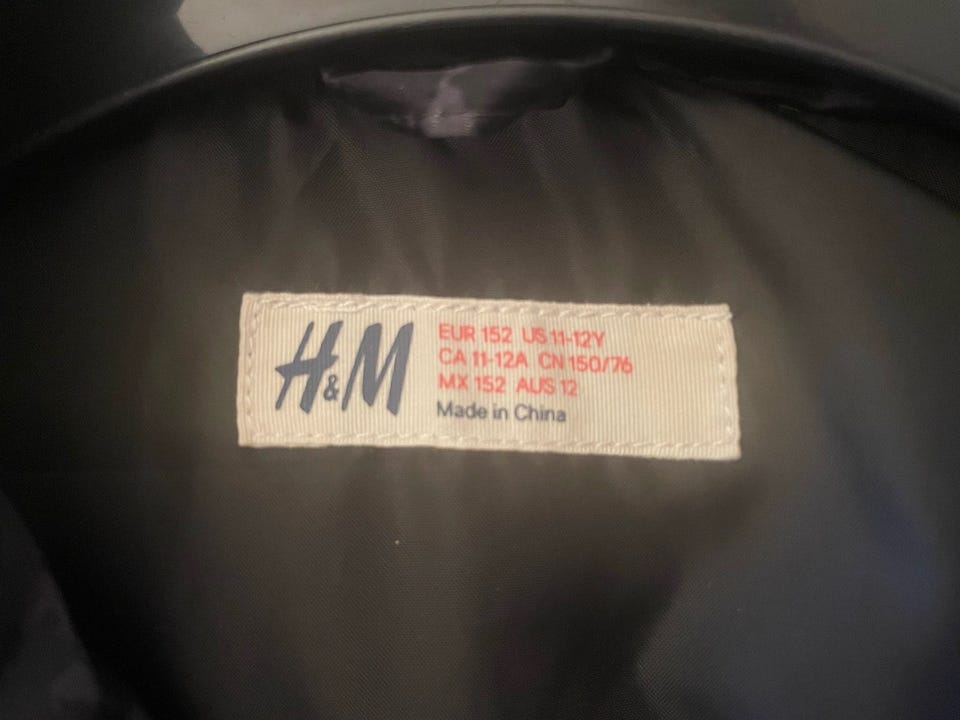 H&M
EUR 152 US 11-12Y
CA 11-12A CN 150/76
MX 152 AUS 12
Made in China